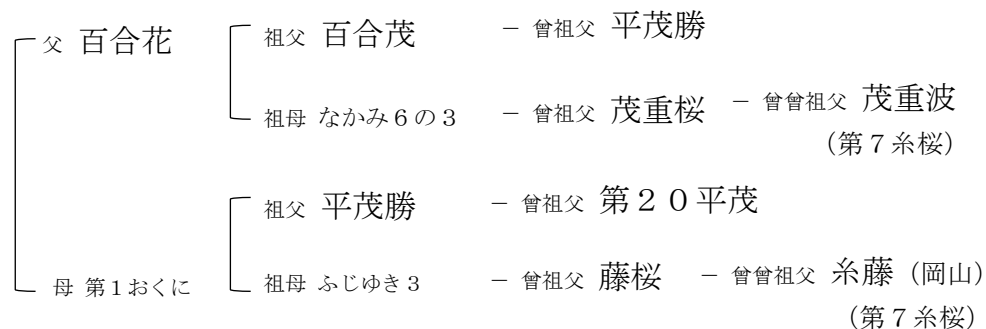 父 百合花
祖父 百合茂 － 曾祖父 平茂勝
祖母 なかみ６の３ － 曾祖父 茂重桜 － 曾曾祖父 茂重波
（第７糸桜）
母 第１おくに
祖父 平茂勝 － 曾祖父 第２０平茂
祖母 ふじゆき３ － 曾祖父 藤桜 － 曾曾祖父 糸藤（岡山）
（第７糸桜）